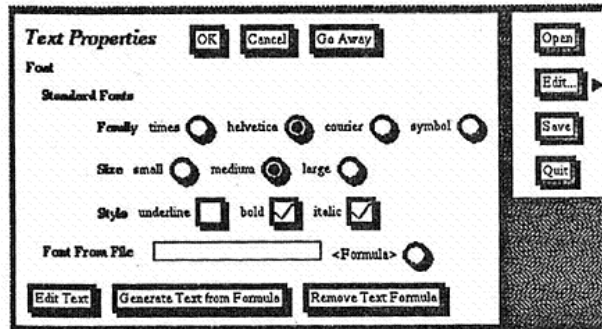 Text Properties OK Cancel Go Away
Font
Standard Fonts
Family times helvetica courier symbol
Size small medium large
Style underline bold italic
Font From File <Formula>
Edit Text Generate Text from Formula Remove Text Formula
Open
Edit...
Save
Quit